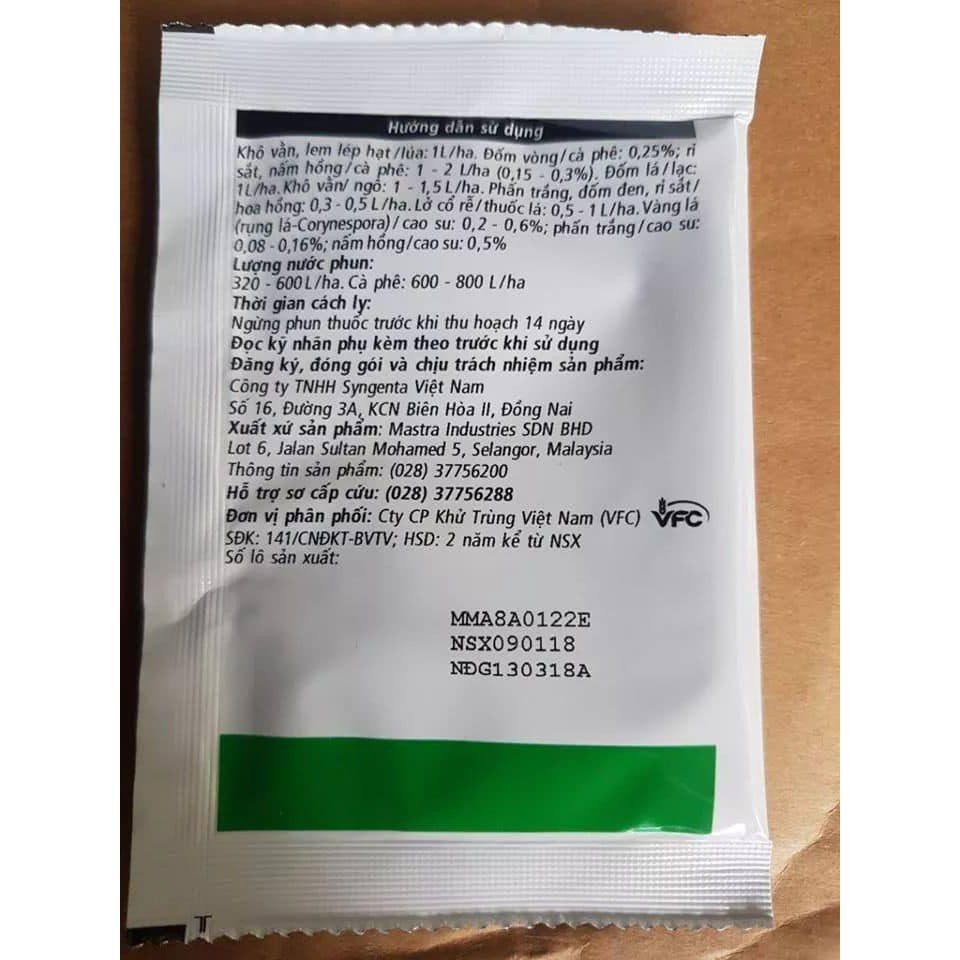 Hướng dẫn sử dụng
Khô vằn, lem lép hạt/lúa: 1L/ha. Đốm vòng/cà phê: 0,25%; rỉ
sắt, nấm hồng/cà phê: 1 - 2 L/ha (0,15 - 0,3%). Đốm lá/lạc:
1L/ha. Khô vằn/ ngô: 1 - 1,5L/ha. Phấn trắng, đốm đen, rỉ sắt/
hoa hồng: 0,3 - 0,5L/ha. Lở cổ rễ/thuốc lá: 0,5 - 1L/ha. Vàng lá
(rụng lá-Corynespora)/cao su: 0,2 - 0,6%; phấn trắng/cao su:
0,08 - 0,16%; nấm hồng/cao su: 0,5%
Lượng nước phun:
320 - 600L/ha. Cà phê: 600 - 800 L/ha
Thời gian cách ly:
Ngừng phun thuốc trước khi thu hoạch 14 ngày
Đọc kỹ nhãn phụ kèm theo trước khi sử dụng
Đăng ký, đóng gói và chịu trách nhiệm sản phẩm:
Công ty TNHH Syngenta Việt Nam
Số 16, Đường 3A, KCN Biên Hòa II, Đồng Nai
Xuất xứ sản phẩm: Mastra Industries SDN BHD
Lot 6, Jalan Sultan Mohamed 5, Selangor, Malaysia
Thông tin sản phẩm: (028) 37756200
Hỗ trợ sơ cấp cứu: (028) 37756288
Đơn vị phân phối: Cty CP Khử Trùng Việt Nam (VFC) VFC
SĐK: 141/CNĐKT-BVTV; HSD: 2 năm kể từ NSX
Số lô sản xuất:
MMA8A0122E
NSX090118
NĐG130318A